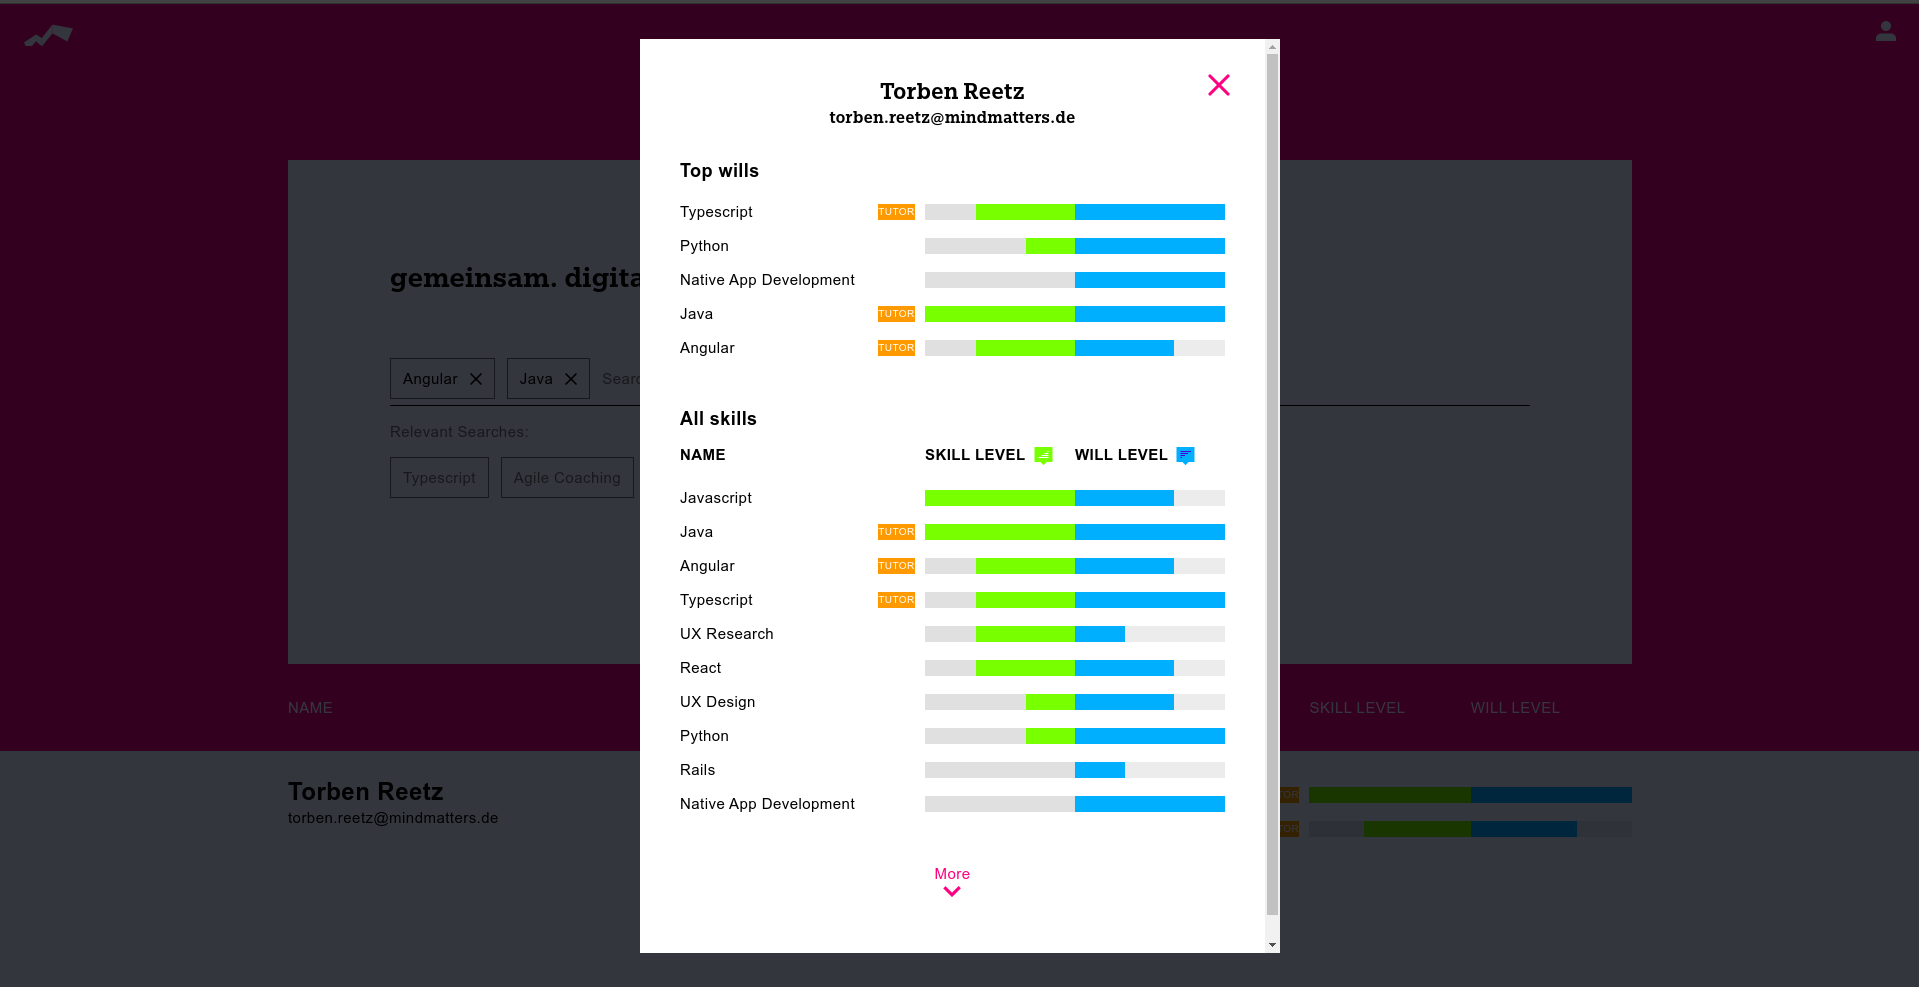 Torben Reetz
torben.reetz@mindmatters.de
Top wills
Typescript TUTOR
Python
Native App Development
Java TUTOR
Angular TUTOR
All skills
NAME SKILL LEVEL WILL LEVEL
Javascript
Java TUTOR
Angular TUTOR
Typescript TUTOR
UX Research
React
UX Design
Python
Rails
Native App Development
More
gemeinsam. digita
Angular Java Searc
Relevant Searches:
Typescript Agile Coaching
NAME SKILL LEVEL WILL LEVEL
Torben Reetz
torben.reetz@mindmatters.de
TOR
TOR